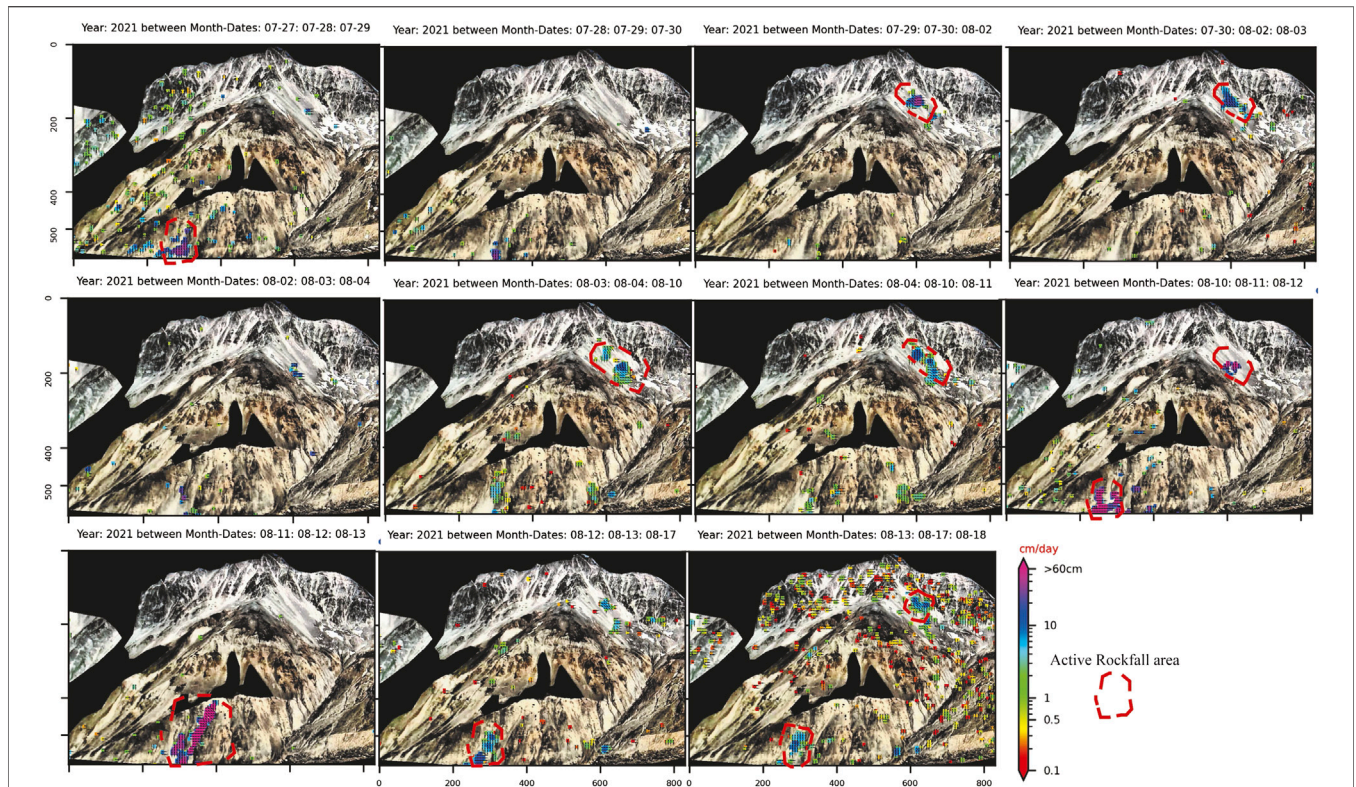 Year: 2021 between Month-Dates: 07-27: 07-28: 07-29
Year: 2021 between Month-Dates: 07-28: 07-29: 07-30
Year: 2021 between Month-Dates: 07-29: 07-30: 08-02
Year: 2021 between Month-Dates: 07-30: 08-02: 08-03
0
200
400
500
Year: 2021 between Month-Dates: 08-02: 08-03: 08-04
Year: 2021 between Month-Dates: 08-03: 08-04: 08-10
Year: 2021 between Month-Dates: 08-04: 08-10: 08-11
Year: 2021 between Month-Dates: 08-10: 08-11: 08-12
0
200
400
500
Year: 2021 between Month-Dates: 08-11: 08-12: 08-13
Year: 2021 between Month-Dates: 08-12: 08-13: 08-17
Year: 2021 between Month-Dates: 08-13: 08-17: 08-18
cm/day
>60cm
10
1
0.5
0.1
Active Rockfall area
0 200 400 600 800
0 200 400 600 800